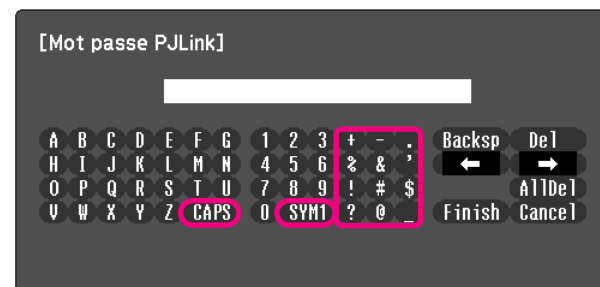 [Mot passe PJLink]
A B C D E F G 1 2 3 + - . Backsp Del
H I J K L M N 4 5 6 % & ' ← →
O P Q R S T U 7 8 9 ! # $ AllDel
V W X Y Z CAPS 0 SYM1 ? @ _ Finish Cancel